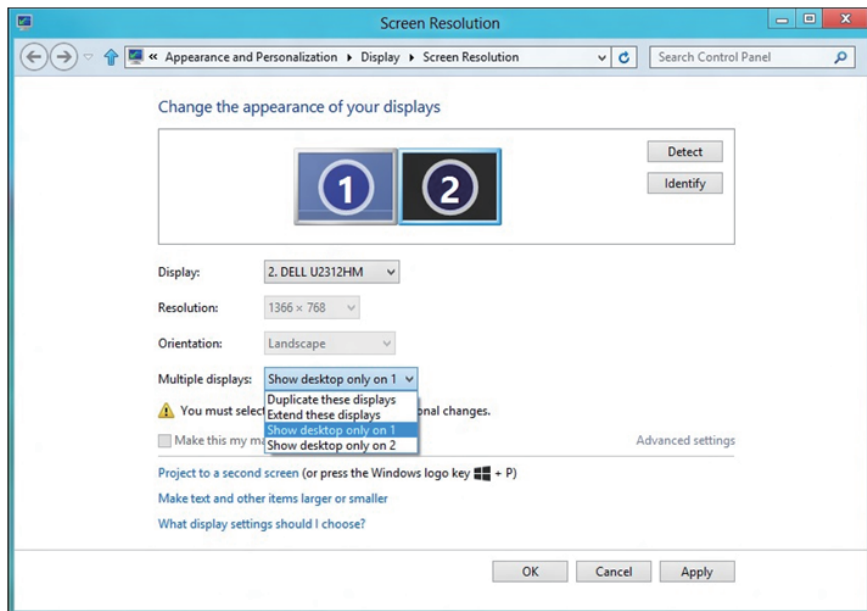 Screen Resolution
« Appearance and Personalization Display Screen Resolution Search Control Panel
Change the appearance of your displays
1 2
Detect
Identify
Display: 2. DELL U2312HM
Resolution: 1366 × 768
Orientation: Landscape
Multiple displays: Show desktop only on 1
Duplicate these displays
You must selec onal changes.
Extend these displays
Show desktop only on 1
Make this my m Advanced settings
Show desktop only on 2
Project to a second screen (or press the Windows logo key + P)
Make text and other items larger or smaller
What display settings should I choose?
OK Cancel Apply